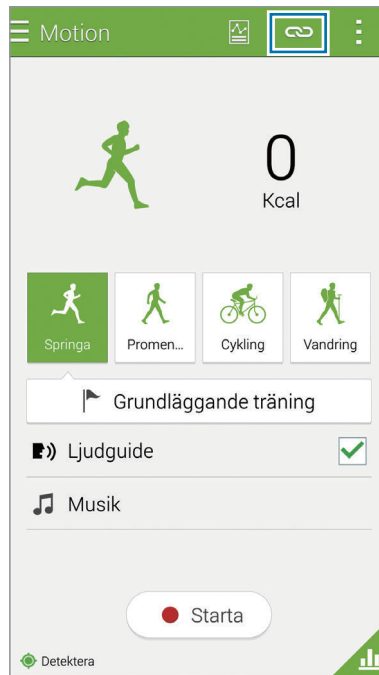 Motion
0
Kcal
Springa Promen... Cykling Vandring
Grundläggande träning
Ljudguide
Musik
Starta
Detektera